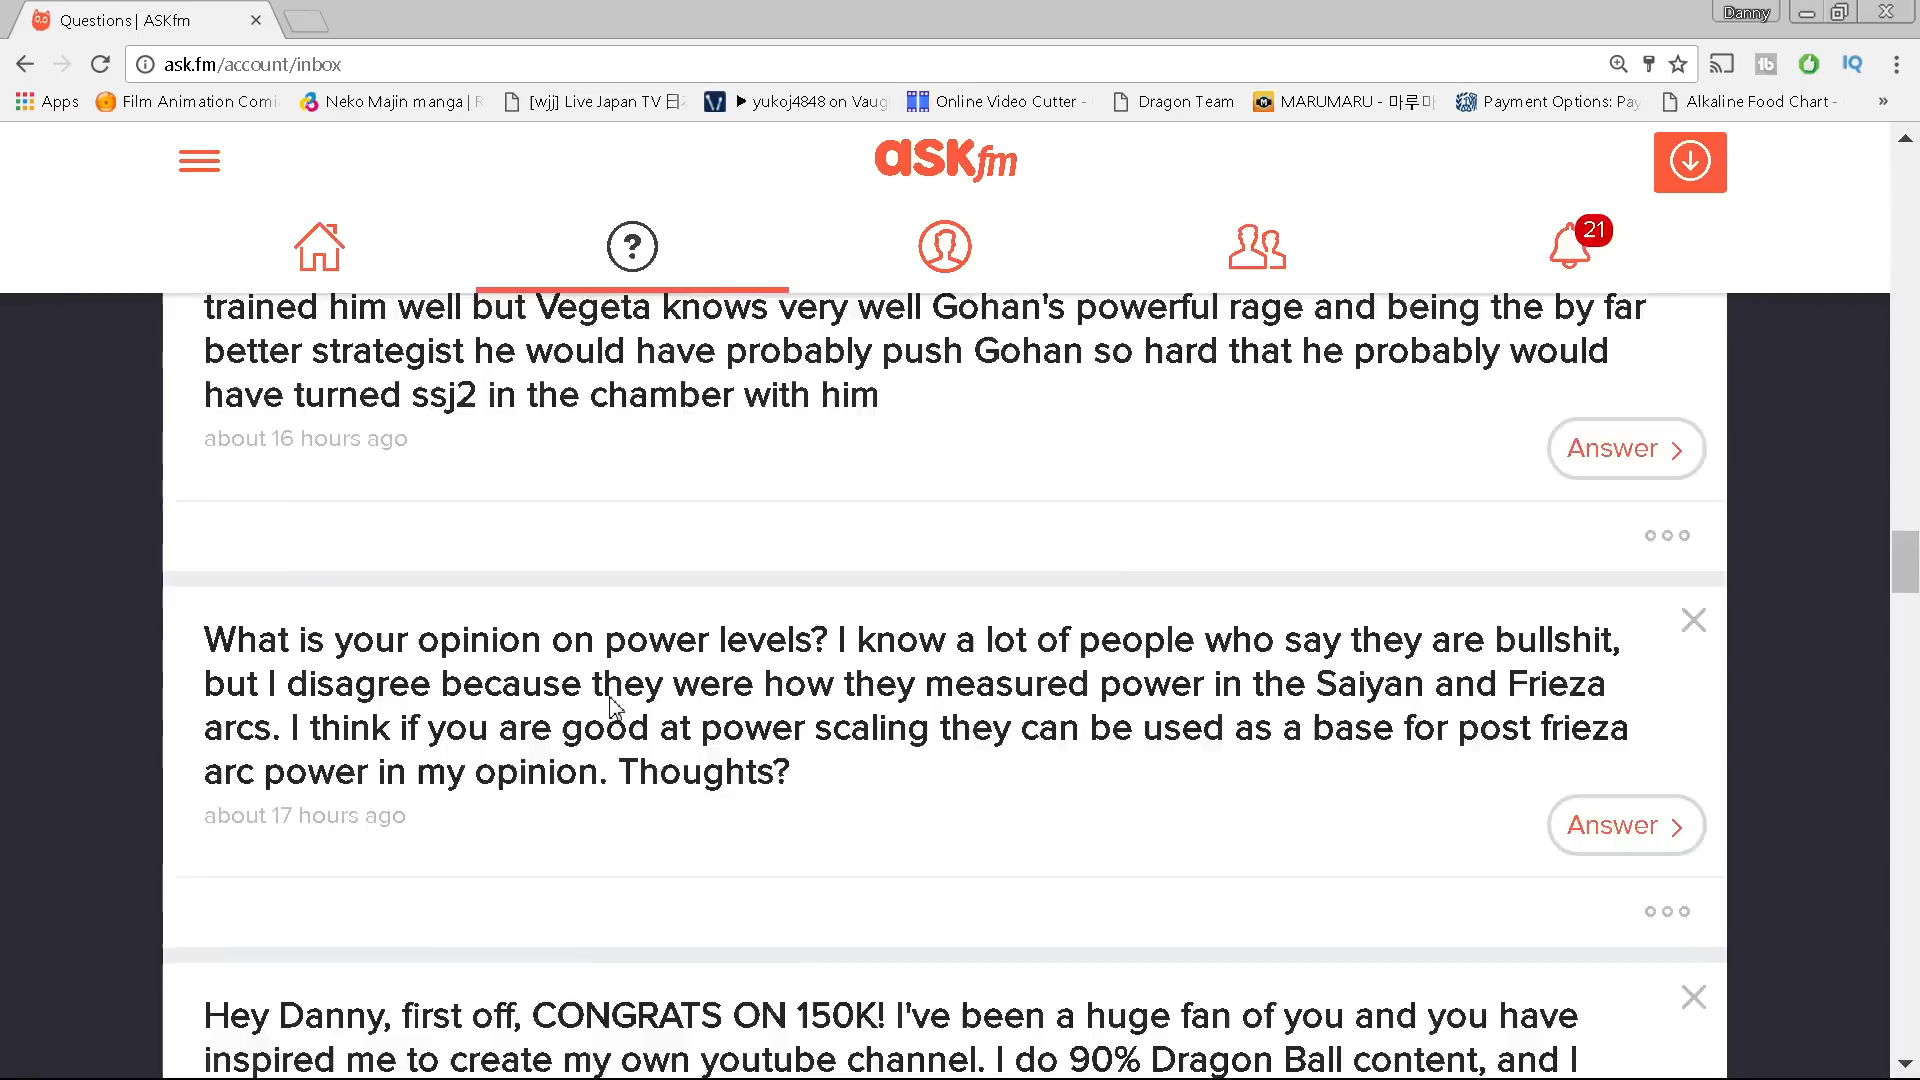 Questions | ASKfm
Danny
ask.fm/account/inbox
Apps
Film Animation Comi
Neko Majin manga | R
[wjj] Live Japan TV 日
yukoj4848 on Vaug
Online Video Cutter -
Dragon Team
MARUMARU - 마루마
Payment Options: Pay
Alkaline Food Chart -
»
ASKfm
21
trained him well but Vegeta knows very well Gohan's powerful rage and being the by far
better strategist he would have probably push Gohan so hard that he probably would
have turned ssj2 in the chamber with him
about 16 hours ago
Answer >
What is your opinion on power levels? I know a lot of people who say they are bullshit,
but I disagree because they were how they measured power in the Saiyan and Frieza
arcs. I think if you are good at power scaling they can be used as a base for post frieza
arc power in my opinion. Thoughts?
about 17 hours ago
Answer >
Hey Danny, first off, CONGRATS ON 150K! I've been a huge fan of you and you have
inspired me to create my own youtube channel. I do 90% Dragon Ball content, and I